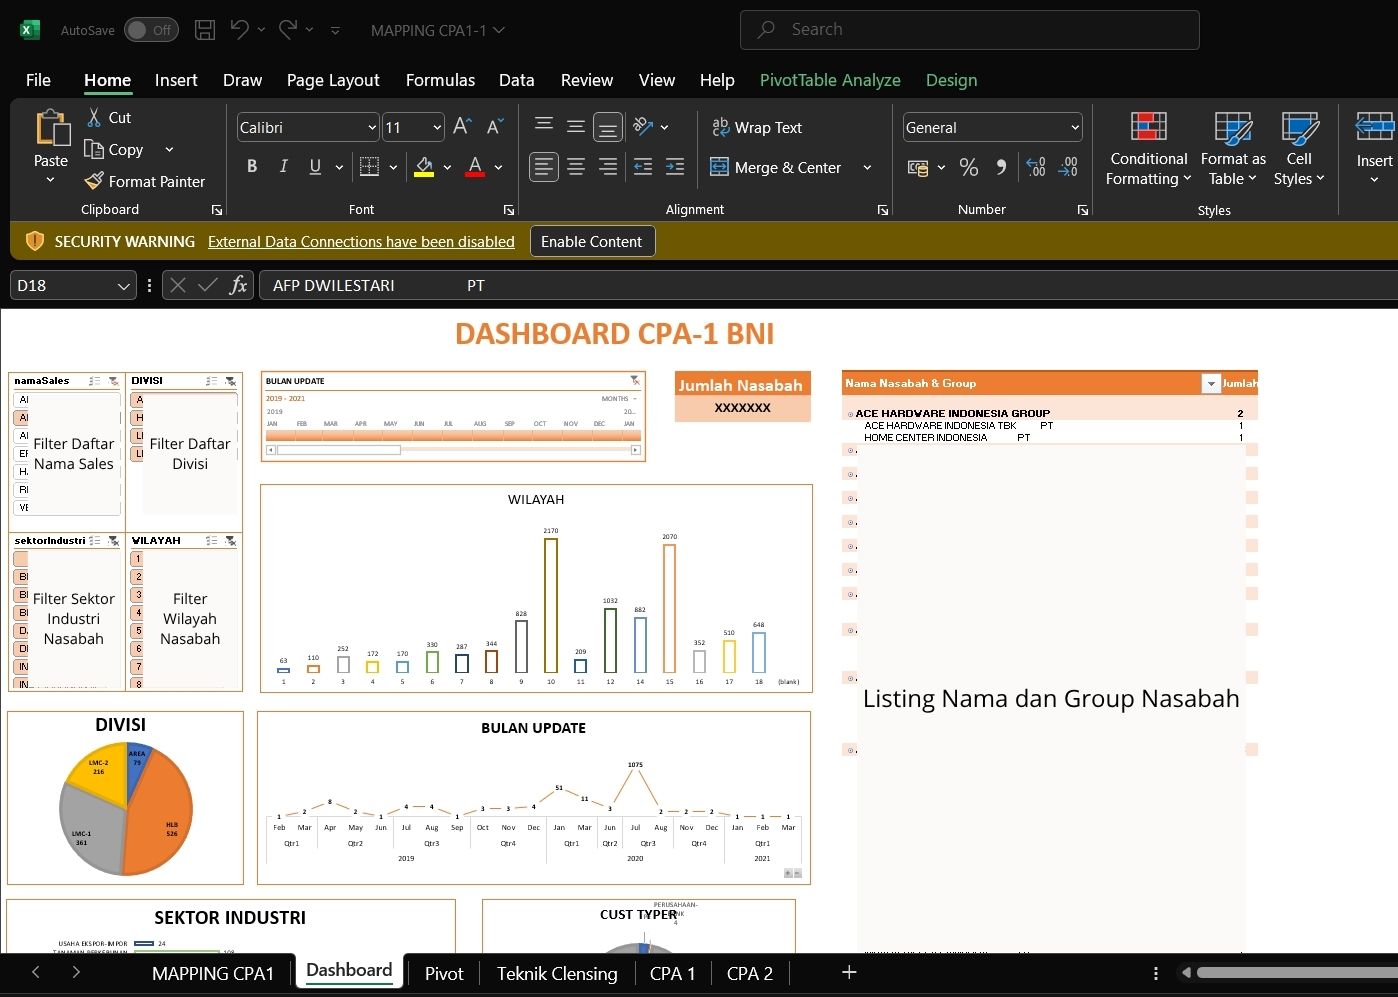 AutoSave Off MAPPING CPA1-1 Search
File Home Insert Draw Page Layout Formulas Data Review View Help PivotTable Analyze Design
Paste Cut Copy Format Painter Clipboard
Calibri 11 B I U Font
Wrap Text Merge & Center Alignment
General Number
Conditional Formatting Format as Table Cell Styles Styles Insert
SECURITY WARNING External Data Connections have been disabled Enable Content
D18 fx AFP DWILESTARI PT
DASHBOARD CPA-1 BNI
namaSales
Filter Daftar
Nama Sales
DIVISI
Filter Daftar
Divisi
sektorIndustri
Filter Sektor
Industri
Nasabah
WILAYAH
1
2
3
4
5
6
7
8
Filter
Wilayah
Nasabah
BULAN UPDATE
2019 - 2021 MONTHS
2019 20...
JAN FEB MAR APR MAY JUN JUL AUG SEP OCT NOV DEC JAN
Jumlah Nasabah
XXXXXXX
WILAYAH
63 110 252 172 170 330 287 344 828 2170 209 1032 882 2070 352 510 648
1 2 3 4 5 6 7 8 9 10 11 12 14 15 16 17 18 (blank)
Nama Nasabah & Group Jumlah
ACE HARDWARE INDONESIA GROUP 2
ACE HARDWARE INDONESIA TBK PT 1
HOME CENTER INDONESIA PT 1
Listing Nama dan Group Nasabah
DIVISI
AREA
79
HLB
526
LMC-1
361
LMC-2
216
BULAN UPDATE
1 2 8 2 1 4 4 1 3 3 4 51 11 3 1075 2 2 2 1 1 1
Feb Mar Apr May Jun Jul Aug Sep Oct Nov Dec Jan Mar Jun Jul Aug Nov Dec Jan Feb Mar
Qtr1 Qtr2 Qtr3 Qtr4 Qtr1 Qtr2 Qtr3 Qtr4 Qtr1
2019 2020 2021
SEKTOR INDUSTRI
USAHA EKSPOR-IMPOR 24
CUST TYPER
PERUSAHAAN-
4
MAPPING CPA1 Dashboard Pivot Teknik Clensing CPA 1 CPA 2